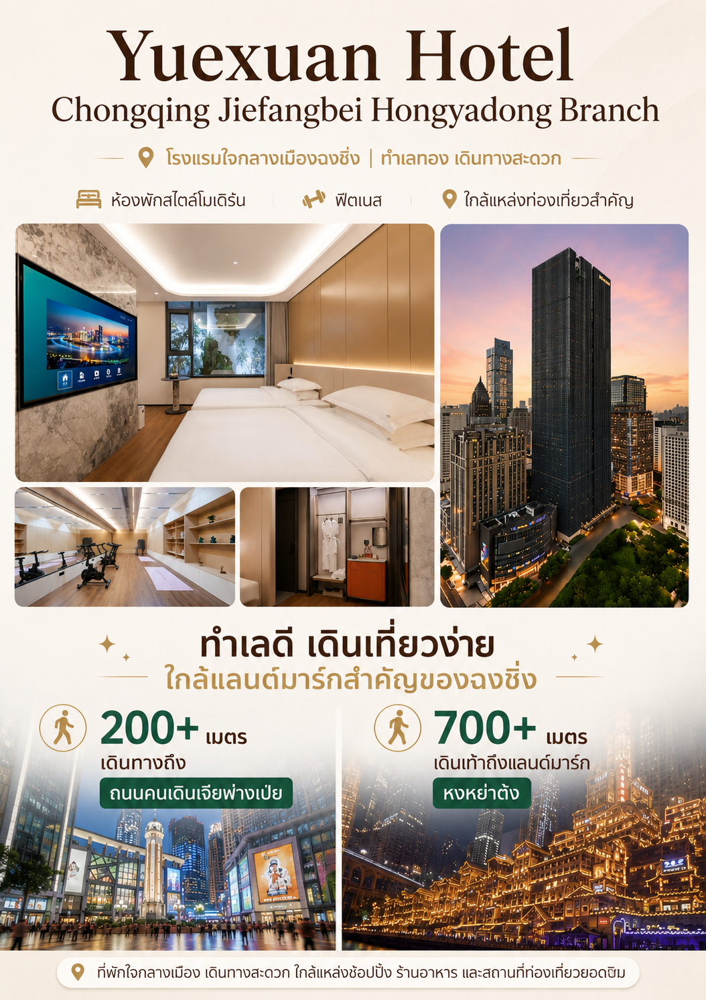 Yuexuan Hotel
Chongqing Jiefangbei Hongyadong Branch
โรงแรมใจกลางเมืองฉงชิ่ง | ทำเลทอง เดินทางสะดวก
ห้องพักสไตล์โมเดิร์น
ฟิตเนส
ใกล้แหล่งท่องเที่ยวสำคัญ
ทำเลดี เดินเที่ยวง่าย
ใกล้แลนด์มาร์กสำคัญของฉงชิ่ง
200+ เมตร
เดินทางถึง
ถนนคนเดินเจียฟ่างเป่ย
700+ เมตร
เดินเท้าถึงแลนด์มาร์ก
หงหย่าต้ง
ที่พักใจกลางเมือง เดินทางสะดวก ใกล้แหล่งช้อปปิ้ง ร้านอาหาร และสถานที่ท่องเที่ยวยอดฮิม